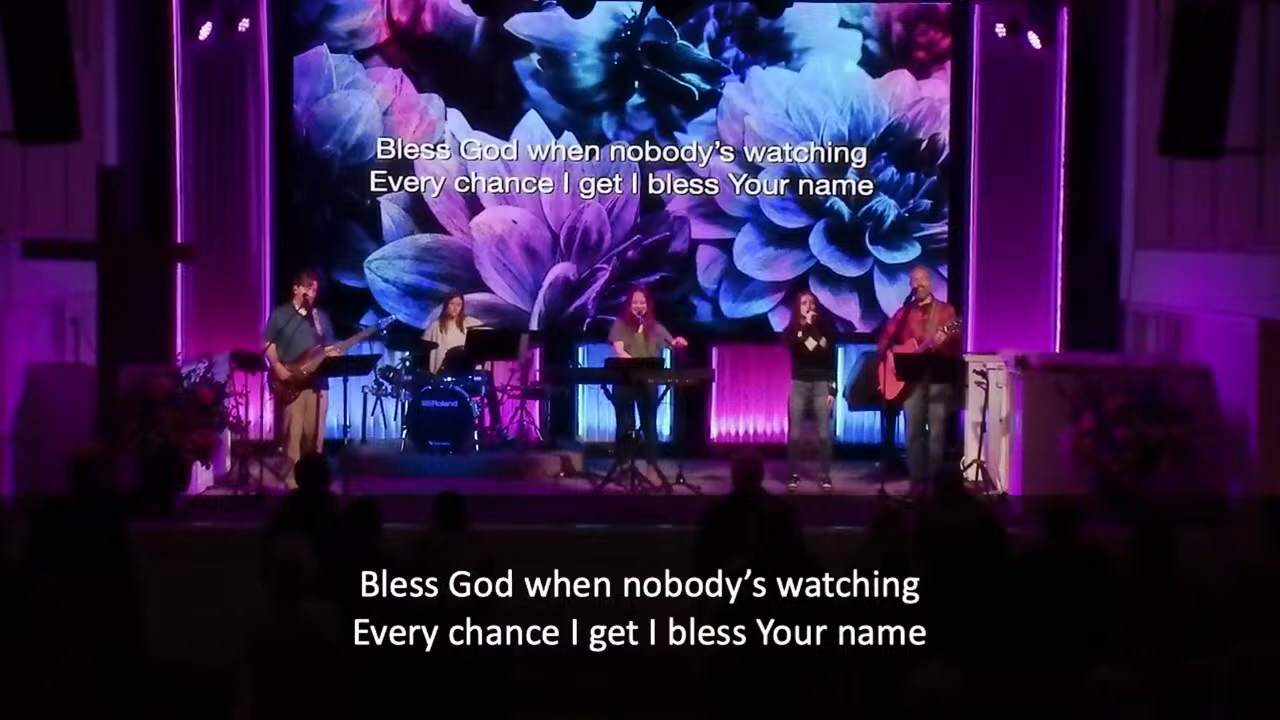 Bless God when nobody's watching
Every chance I get I bless Your name
Roland
Bless God when nobody's watching
Every chance I get I bless Your name